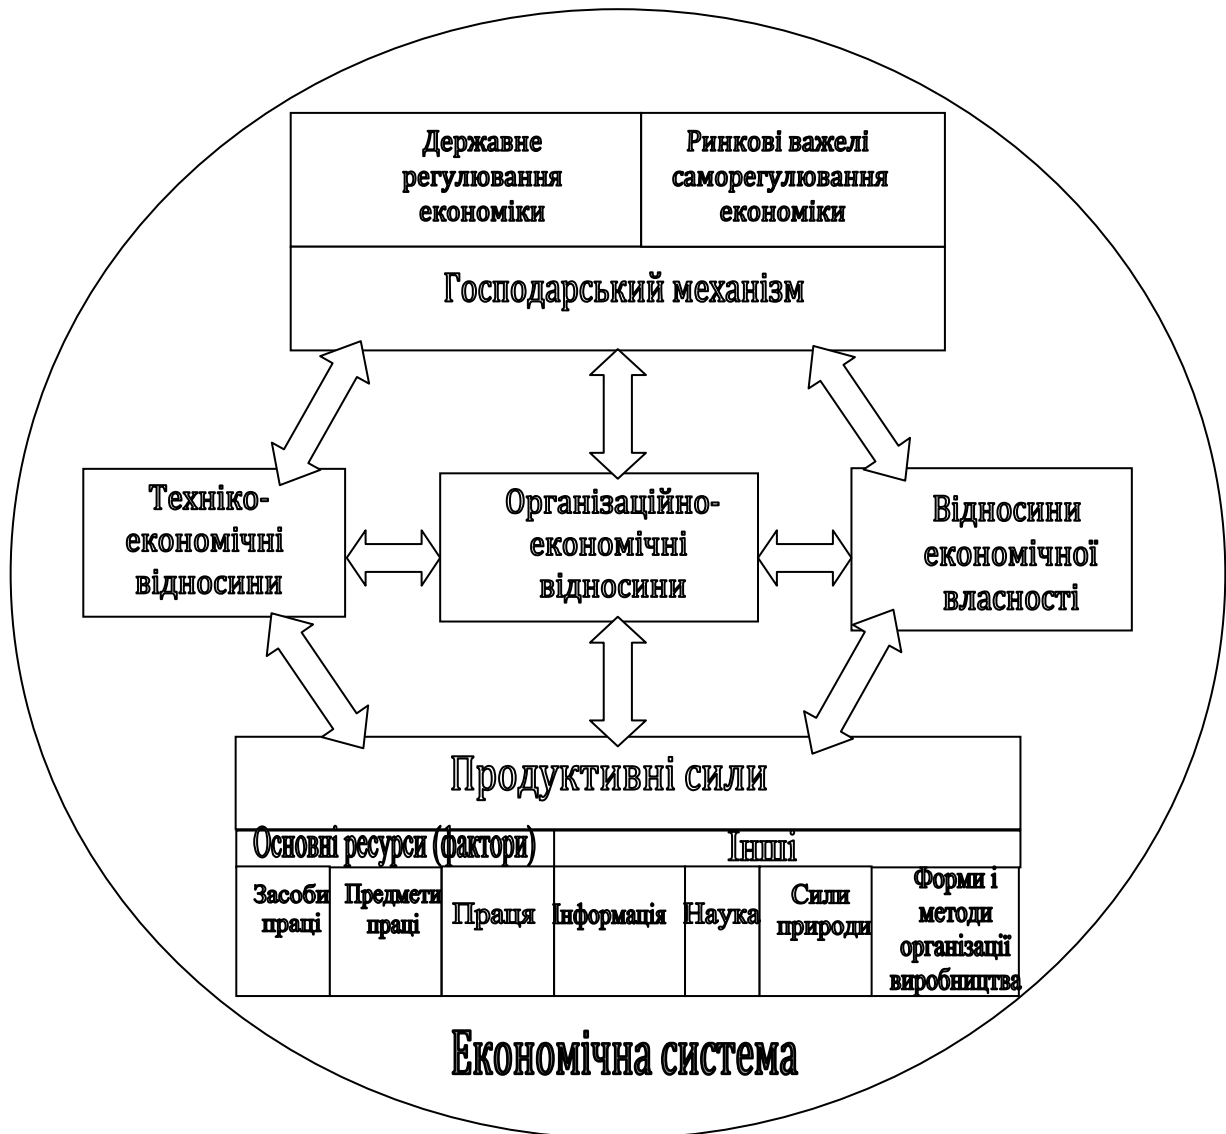 Державне
регулювання
економіки
Ринкові важелі
саморегулювання
економіки
Господарський механізм
Техніко-
економічні
відносини
Організаційно-
економічні
відносини
Відносини
економічної
власності
Продуктивні сили
Основні ресурси (фактори)
Інші
Засоби
праці
Предмети
праці
Праця
Інформація
Наука
Сили
природи
Форми і
методи
організації
виробництва
Економічна система